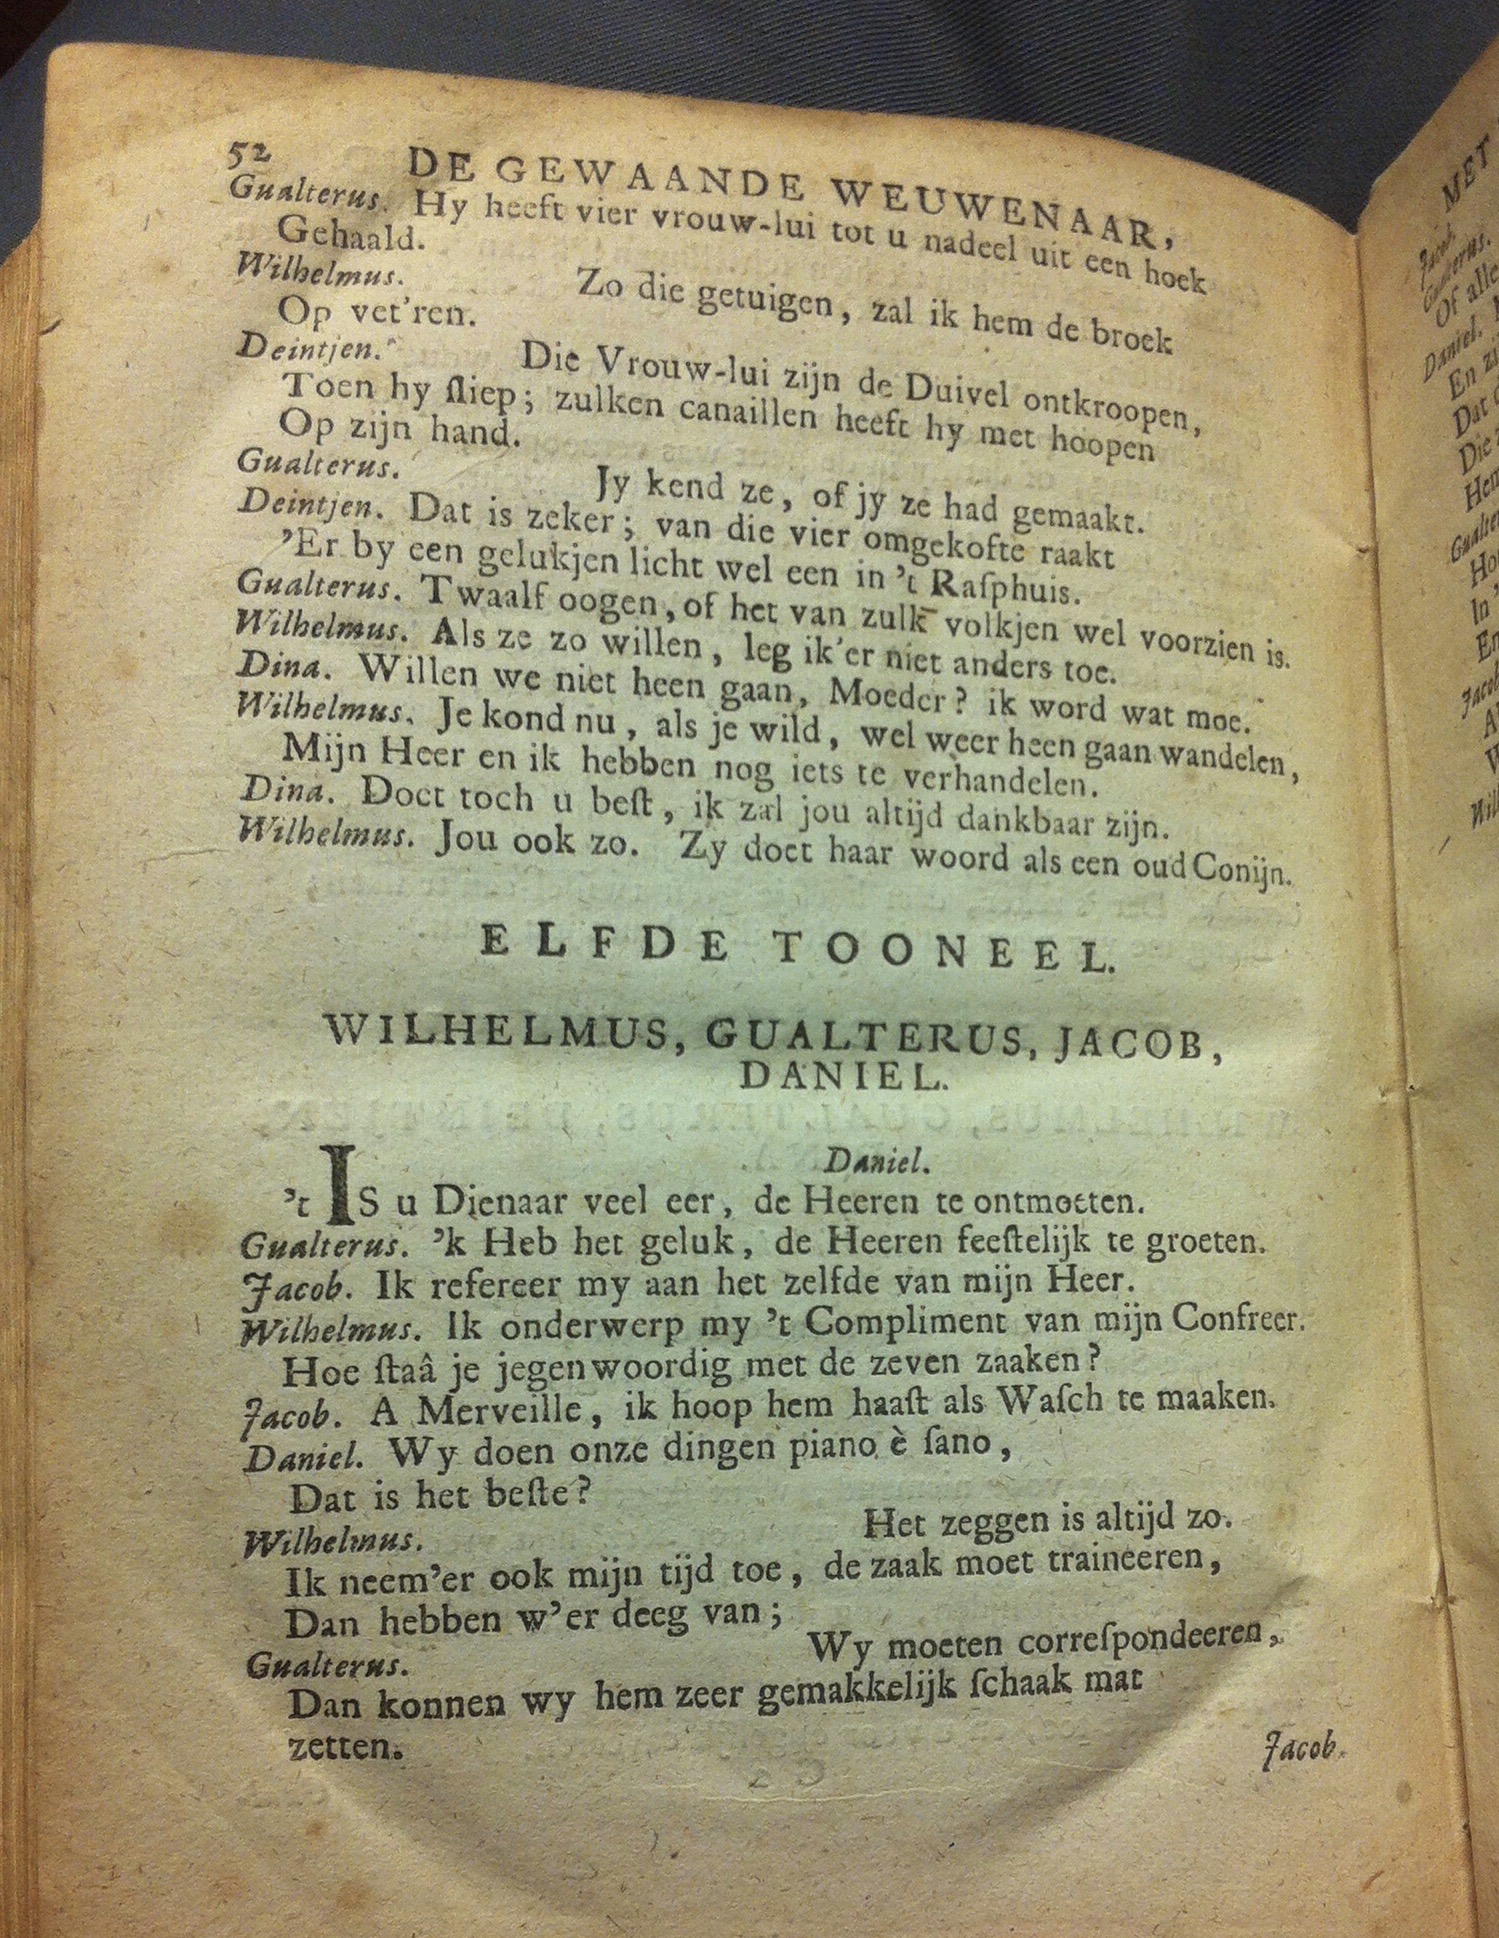 52 DE GEWAANDE WEUWENAAR,
Gualterus. Hy heeft vier vrouw-lui tot u nadeel uit een hoek
Gehaald.
Wilhelmus. Zo die getuigen, zal ik hem de broek
Op vet'ren.
Deintjen. Die Vrouw-lui zijn de Duivel ontkroopen,
Toen hy ſliep; zulken canaillen heeft hy met hoopen
Op zijn hand.
Gualterus. Jy kend ze, of jy ze had gemaakt.
Deintjen. Dat is zeker; van die vier omgekofte raakt
'Er by een gelukjen licht wel een in 't Raſphuis.
Gualterus. Twaalf oogen, of het van zulk volkjen wel voorzien is.
Wilhelmus. Als ze zo willen, leg ik'er niet anders toe.
Dina. Willen we niet heen gaan, Moeder? ik word wat moe.
Wilhelmus. Je kond nu, als je wild, wel weer heen gaan wandelen,
Mijn Heer en ik hebben nog iets te verhandelen.
Dina. Doet toch u beſt, ik zal jou altijd dankbaar zijn.
Wilhelmus. Jou ook zo. Zy doet haar woord als een oud Conijn.
ELFDE TOONEEL.
WILHELMUS, GUALTERUS, JACOB,
DANIEL.
Daniel.
't IS u Dienaar veel eer, de Heeren te ontmoeten.
Gualterus. 'k Heb het geluk, de Heeren feeſtelijk te groeten.
Jacob. Ik refereer my aan het zelfde van mijn Heer.
Wilhelmus. Ik onderwerp my 't Compliment van mijn Confreer.
Hoe ſtaâ je jegenwoordig met de zeven zaaken?
Jacob. A Merveille, ik hoop hem haaſt als Waſch te maaken.
Daniel. Wy doen onze dingen piano è ſano,
Dat is het beſte?
Wilhelmus. Het zeggen is altijd zo.
Ik neem'er ook mijn tijd toe, de zaak moet traineeren,
Dan hebben w'er deeg van;
Gualterus. Wy moeten correſpondeeren,
Dan konnen wy hem zeer gemakkelijk ſchaak mat
zetten.
Jacob.
MET
Jacob.
Gualterus.
Of alle
Daniel.
En
Dat
Die